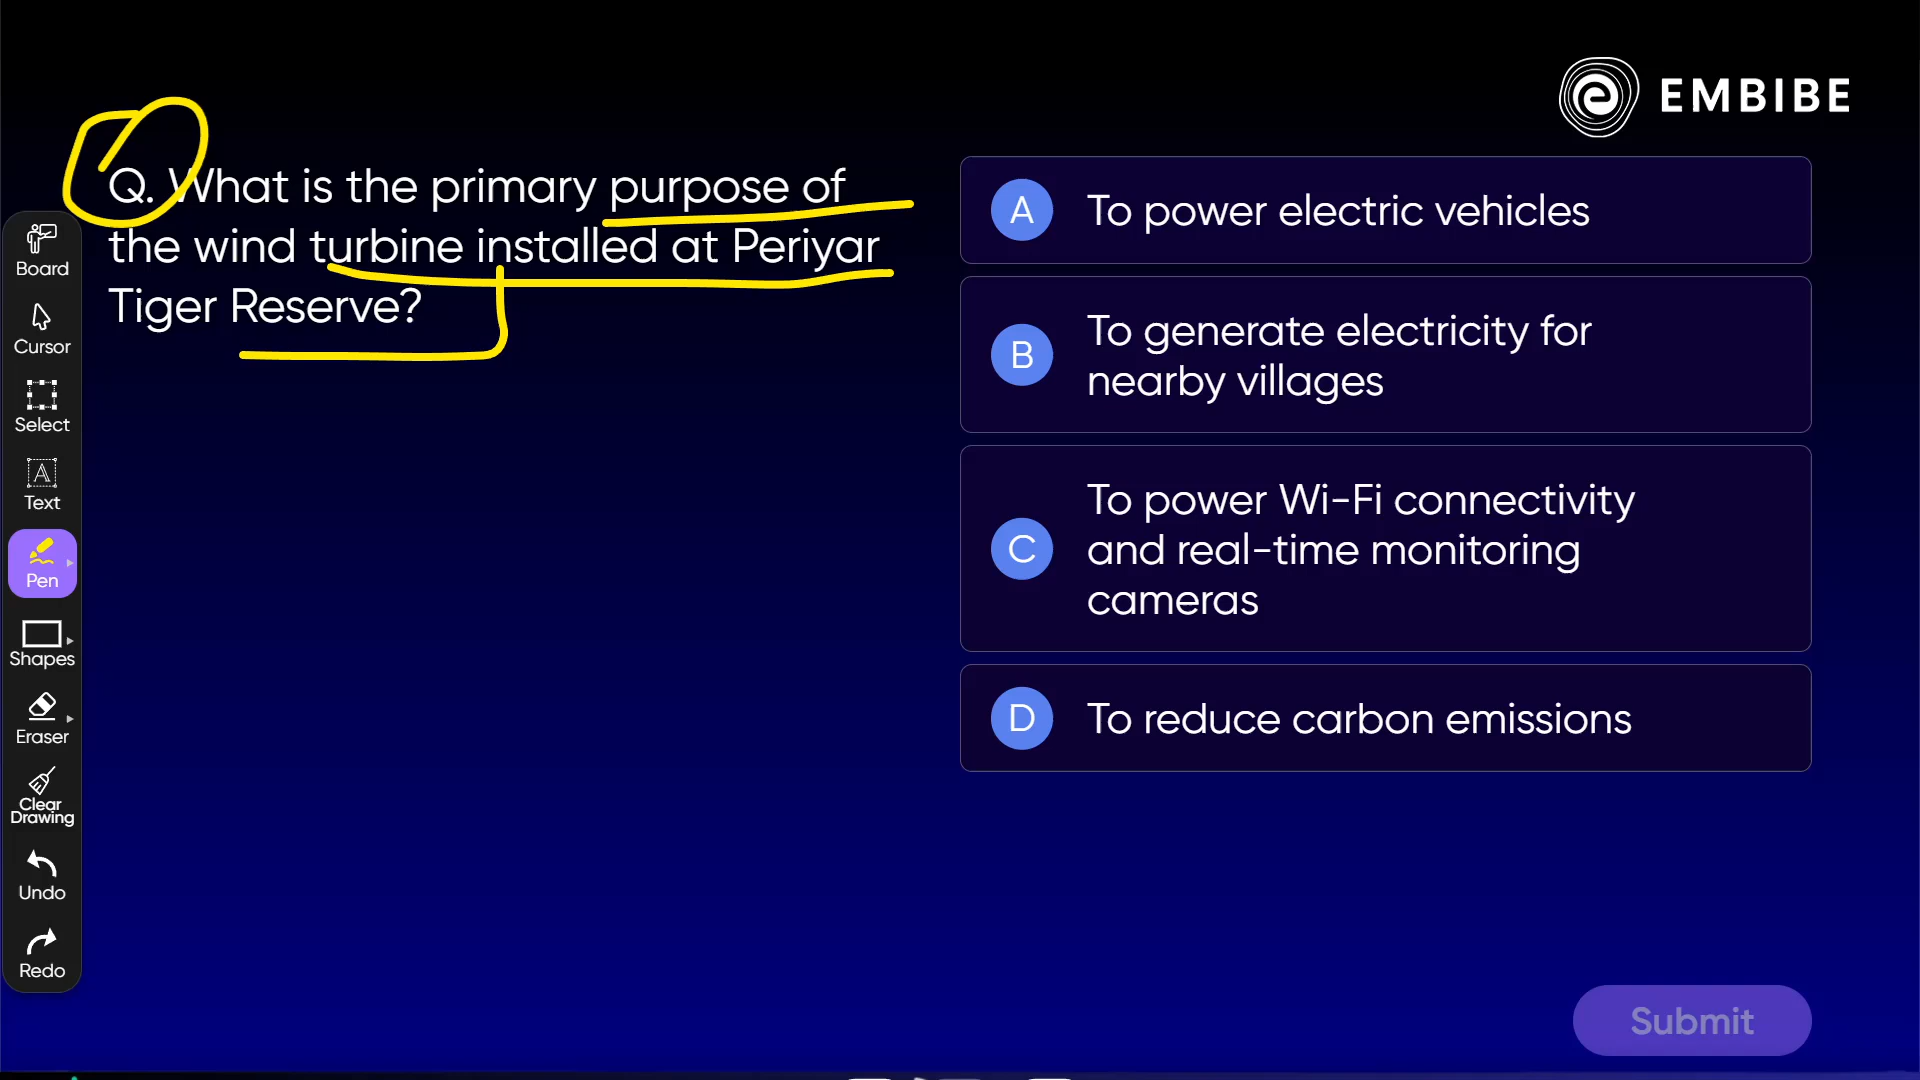 EMBIBE
Q. What is the primary purpose of
the wind turbine installed at Periyar
Tiger Reserve?
A To power electric vehicles
B To generate electricity for
nearby villages
C To power Wi-Fi connectivity
and real-time monitoring
cameras
D To reduce carbon emissions
Board
Cursor
Select
A
Text
Pen
Shapes
Eraser
Clear
Drawing
Undo
Redo
Submit